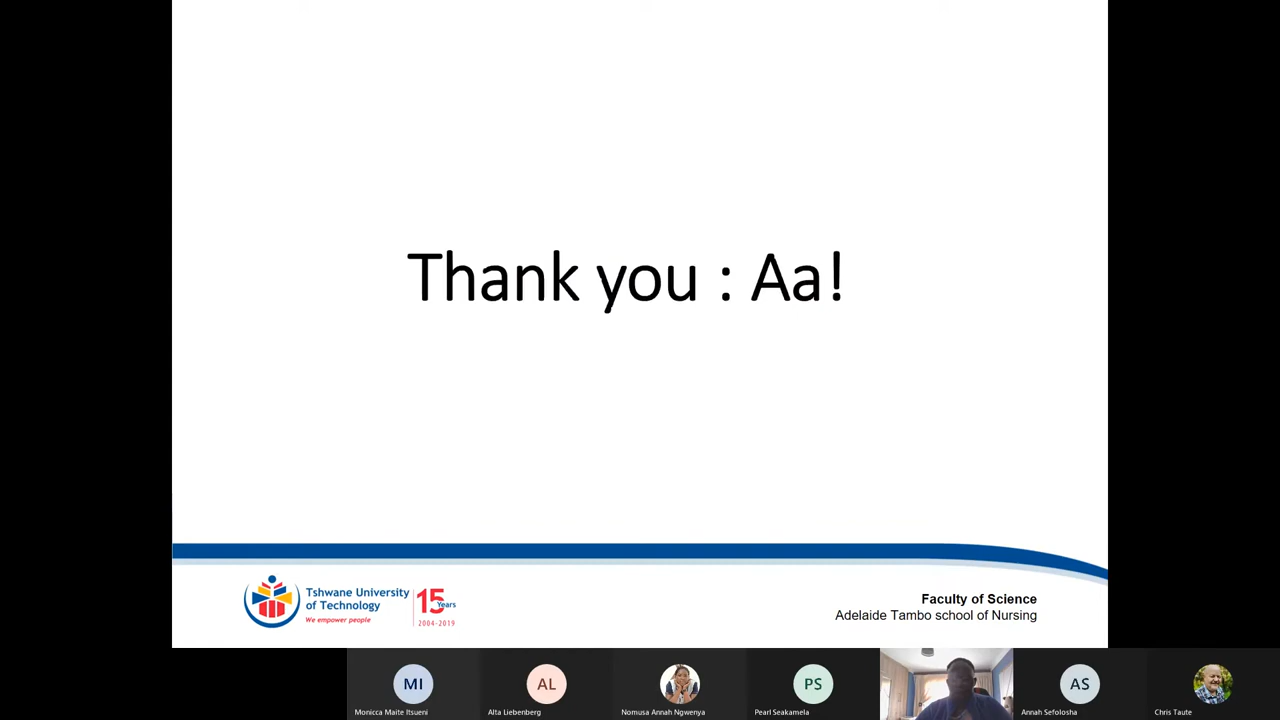 Thank you : Aa!
Tshwane University
of Technology
We empower people
15 Years
2004-2019
Faculty of Science
Adelaide Tambo school of Nursing
MI
AL
PS
AS
Monicca Maite Itsueni
Alta Liebenberg
Nomusa Annah Ngwenya
Pearl Seakamela
Annah Sefolosha
Chris Taute